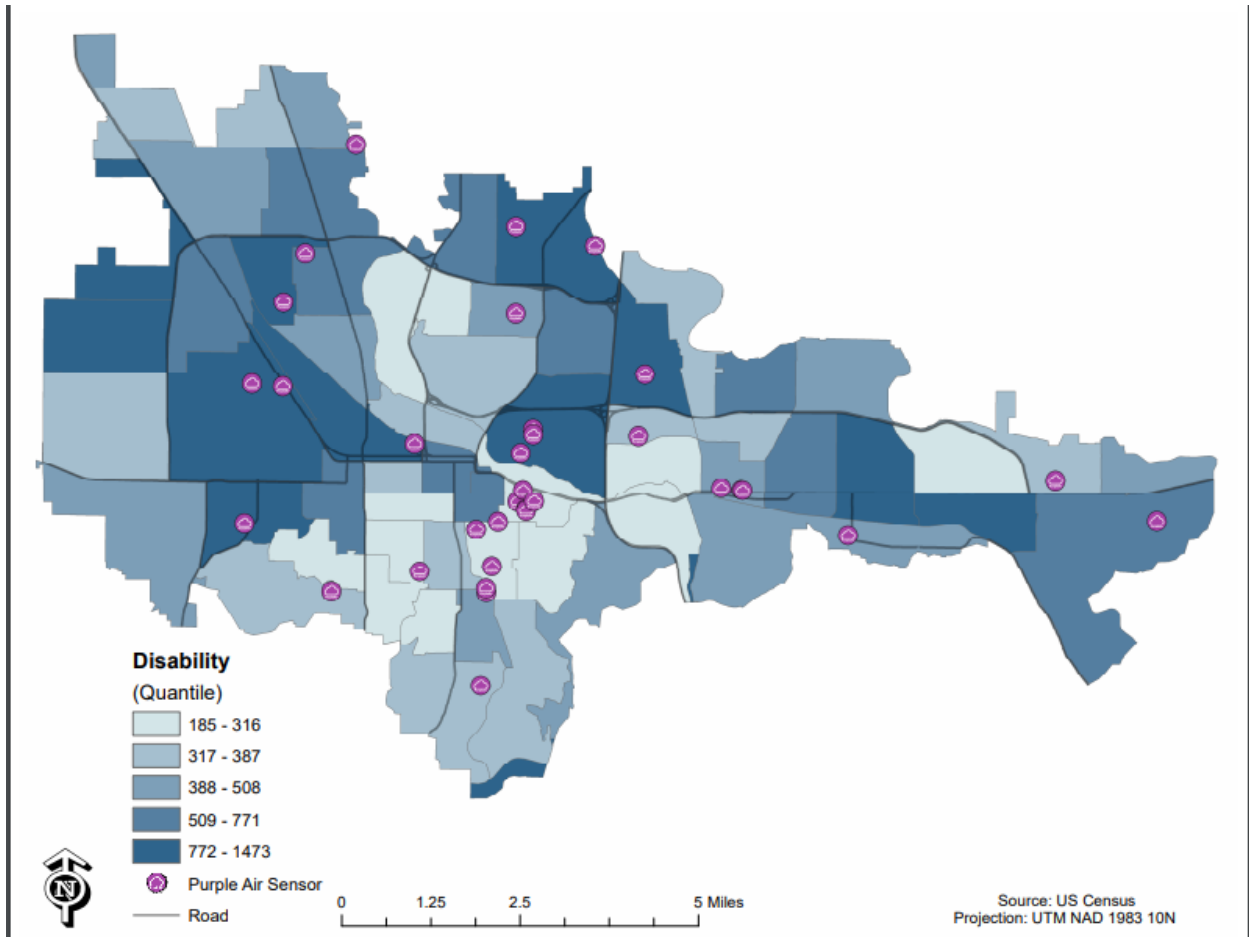 Disability
(Quantile)
185 - 316
317 - 387
388 - 508
509 - 771
772 - 1473
Purple Air Sensor
Road
N
0 1.25 2.5 5 Miles
Source: US Census
Projection: UTM NAD 1983 10N